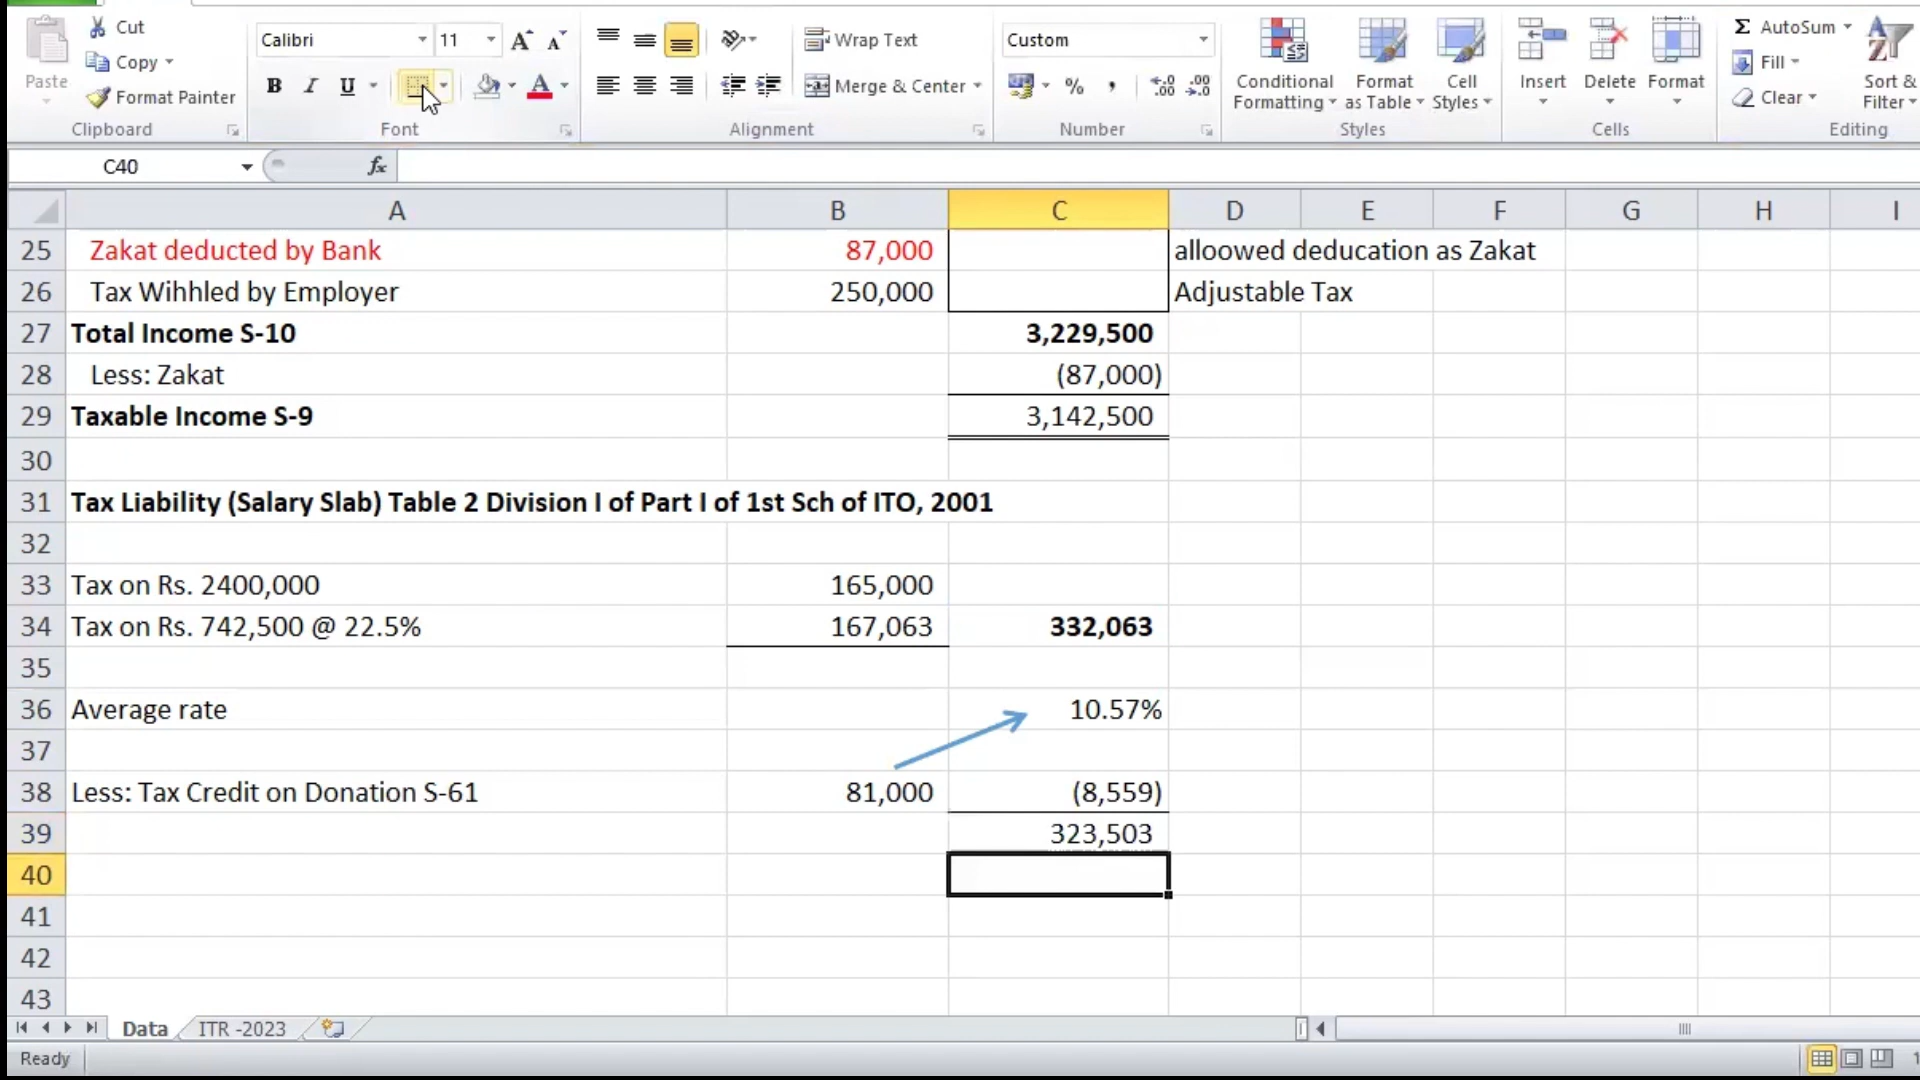 Cut
Calibri 11 A A Wrap Text Custom Σ AutoSum
Copy Fill
Paste Format Painter B I U A Merge & Center % , .00 .0 Conditional Formatting Format as Table Cell Styles Insert Delete Format Clear Sort & Filter
Clipboard Font Alignment Number Styles Cells Editing
C40 fx
A B C D E F G H I
25 Zakat deducted by Bank 87,000 alloowed deducation as Zakat
26 Tax Wihhled by Employer 250,000 Adjustable Tax
27 Total Income S-10 3,229,500
28 Less: Zakat (87,000)
29 Taxable Income S-9 3,142,500
30
31 Tax Liability (Salary Slab) Table 2 Division I of Part I of 1st Sch of ITO, 2001
32
33 Tax on Rs. 2400,000 165,000
34 Tax on Rs. 742,500 @ 22.5% 167,063 332,063
35
36 Average rate 10.57%
37
38 Less: Tax Credit on Donation S-61 81,000 (8,559)
39 323,503
40
41
42
43
Data ITR -2023
Ready